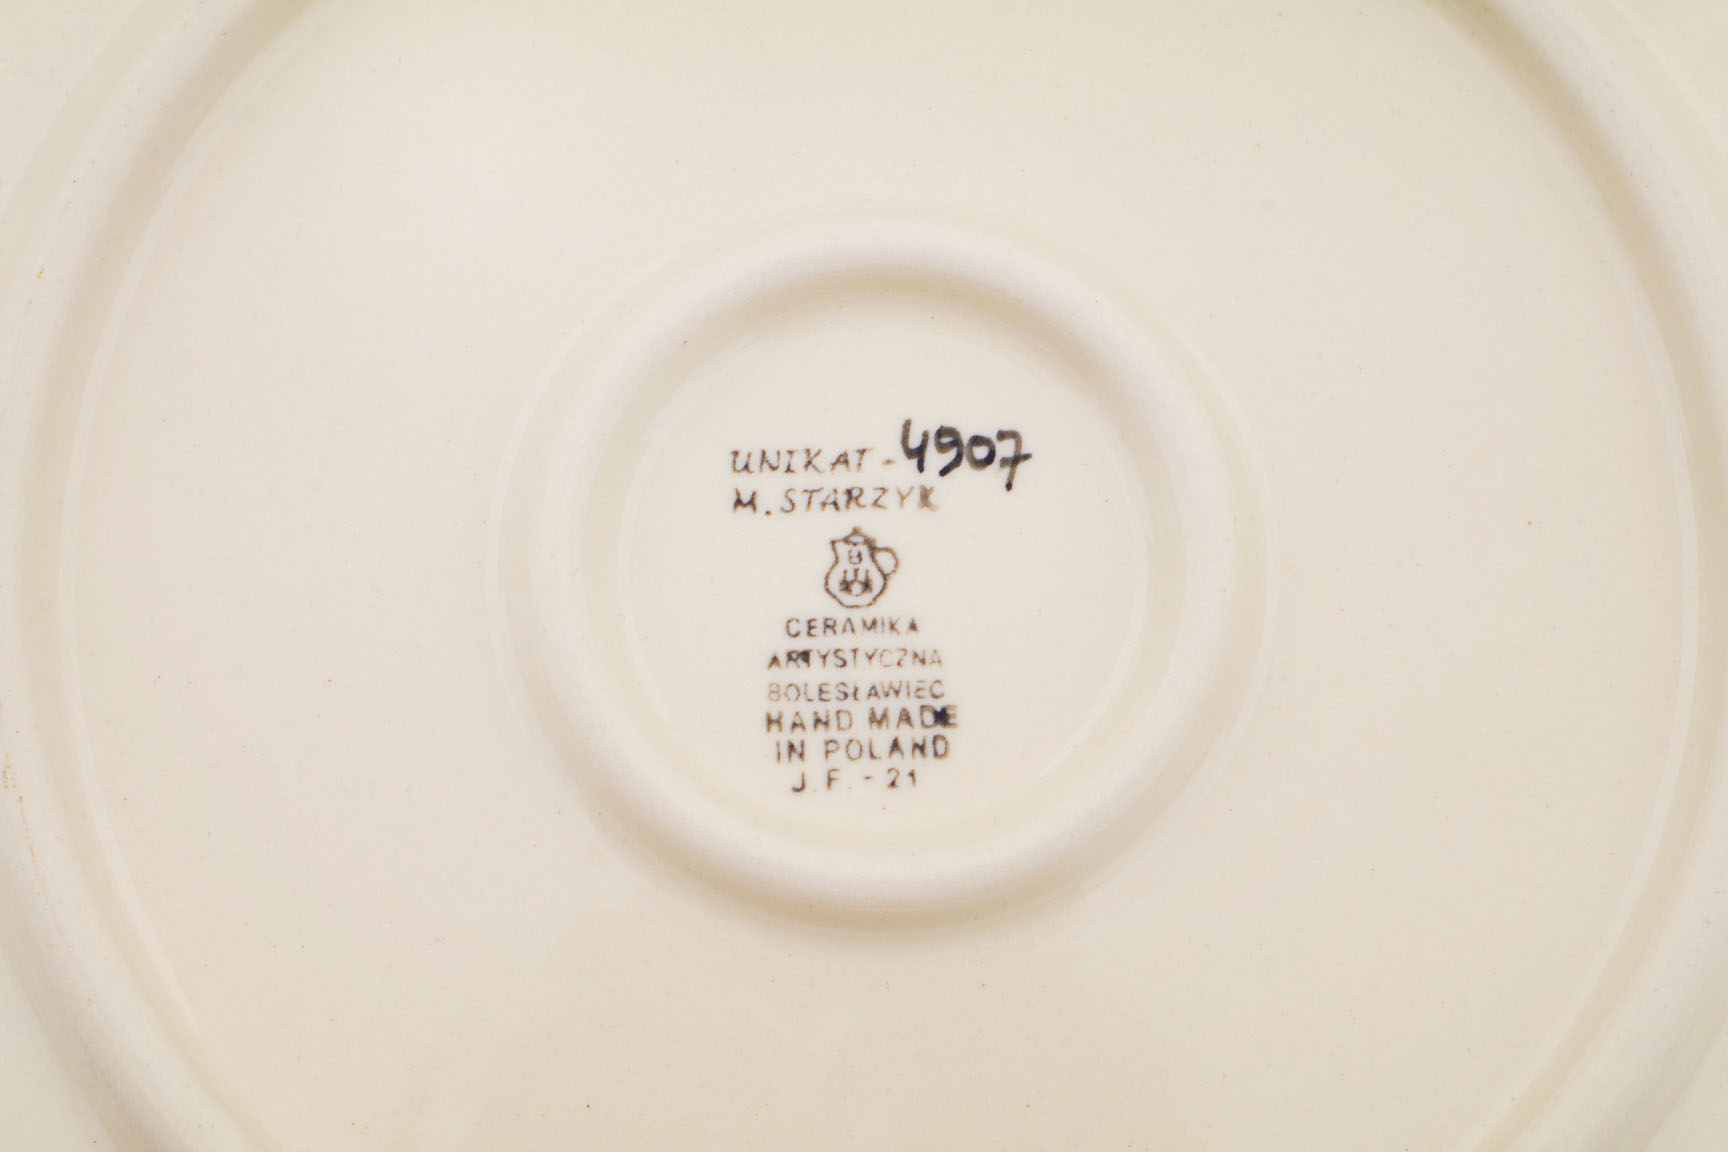 UNIKAT - 4907
M. STARZYK
B
CERAMIKA
ARTYSTYCZNA
BOLESŁAWIEC
HAND MADE
IN POLAND
J. F. - 21